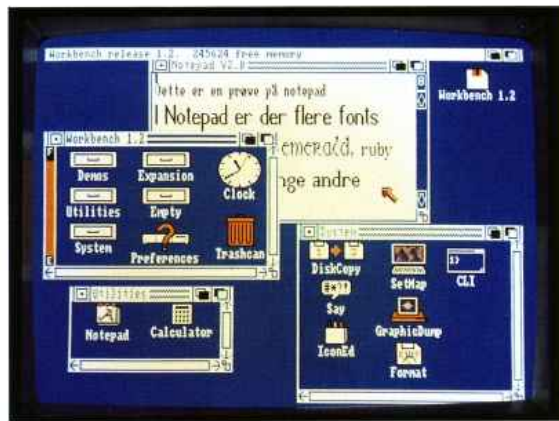 Workbench release 1.2. 245624 free memory
Notepad V2.0
Workbench 1.2
Dette er en prøve på notepad
I Notepad er der flere fonts
emerald, ruby
nge andre
Workbench 1.2
Demos
Expansion
Clock
Utilities
Empty
System
Preferences
Trashcan
F
E
System
DiskCopy
SetMap
CLI
1>
Say
#*?!
GraphicDump
IconEd
Format
Utilities
Notepad
Calculator